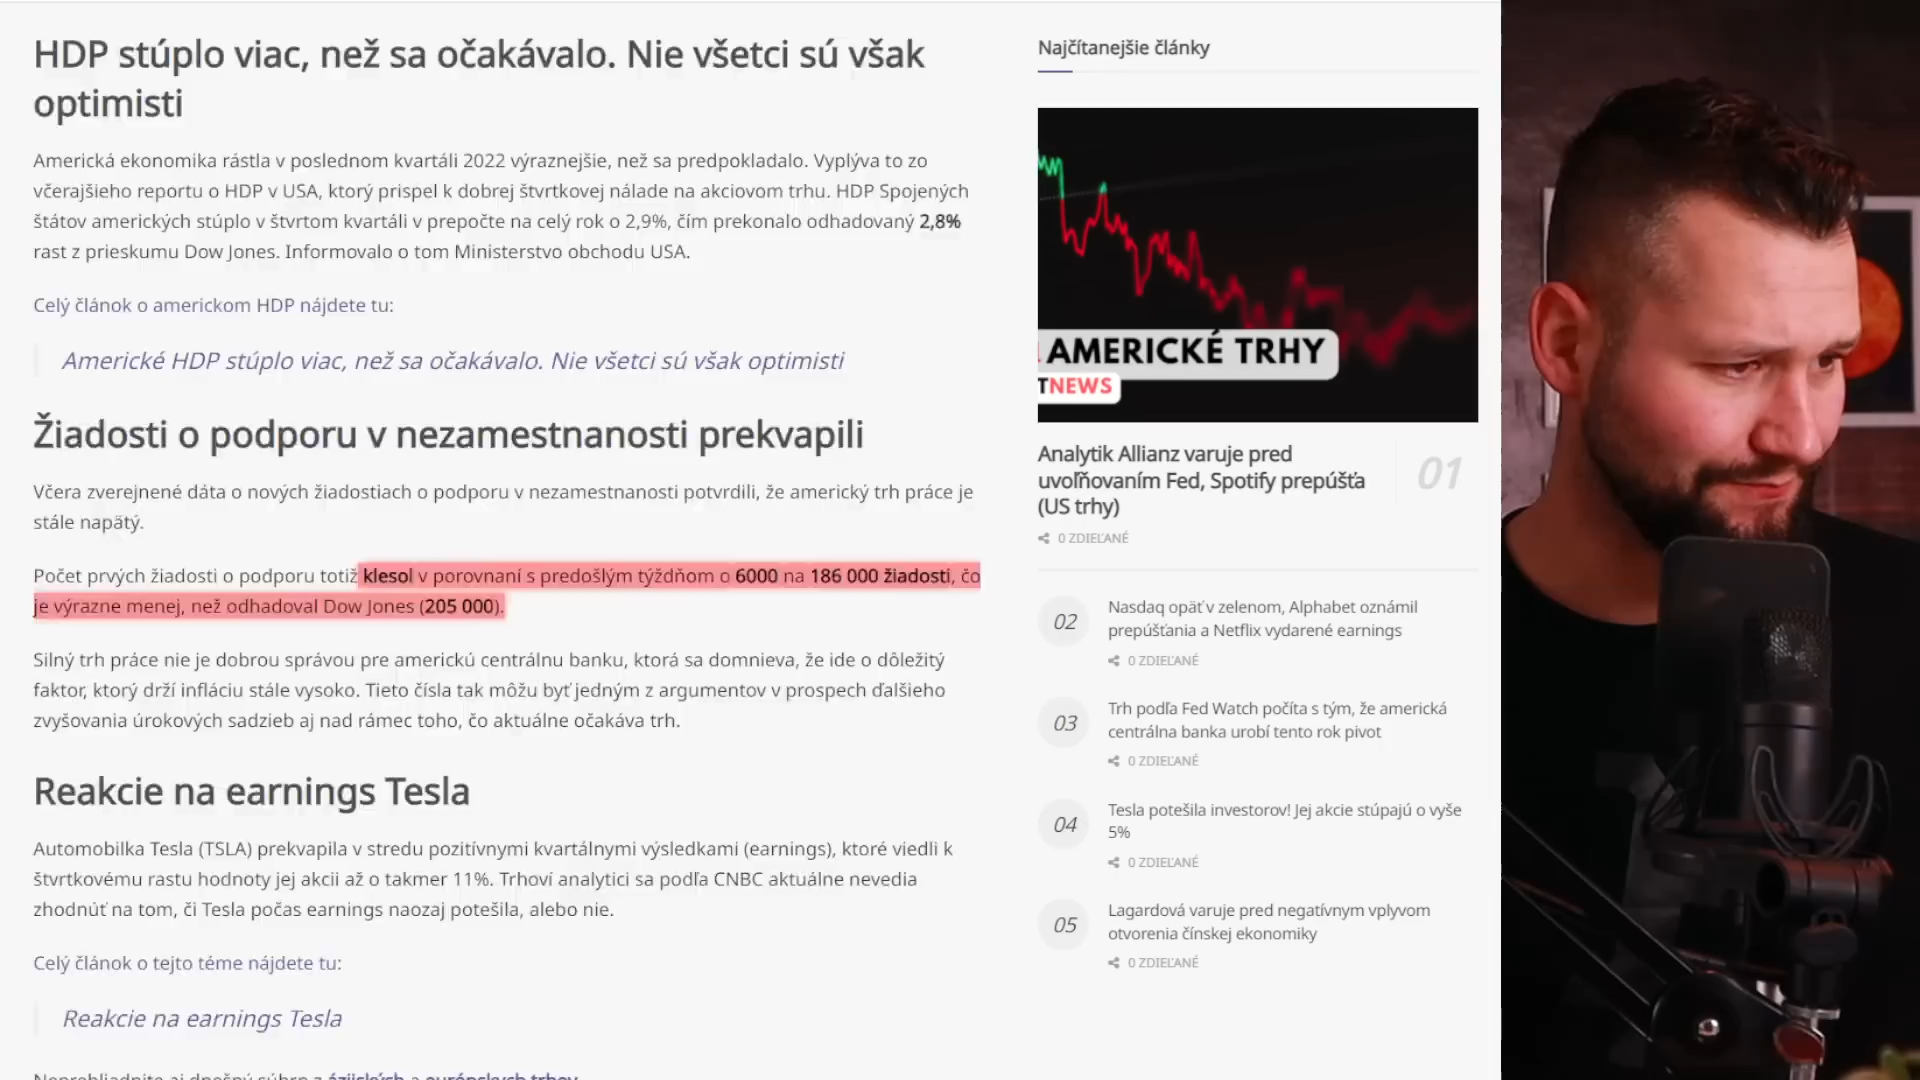 HDP stúplo viac, než sa očakávalo. Nie všetci sú však
optimisti
Americká ekonomika rástla v poslednom kvartáli 2022 výraznejšie, než sa predpokladalo. Vyplýva to zo
včerajšieho reportu o HDP v USA, ktorý prispel k dobrej štvrtkovej nálade na akciovom trhu. HDP Spojených
štátov amerických stúplo v štvrtom kvartáli v prepočte na celý rok o 2,9%, čím prekonalo odhadovaný 2,8%
rast z prieskumu Dow Jones. Informovalo o tom Ministerstvo obchodu USA.
Celý článok o americkom HDP nájdete tu:
Americké HDP stúplo viac, než sa očakávalo. Nie všetci sú však optimisti
Žiadosti o podporu v nezamestnanosti prekvapili
Včera zverejnené dáta o nových žiadostiach o podporu v nezamestnanosti potvrdili, že americký trh práce je
stále napätý.
Počet prvých žiadosti o podporu totiž klesol v porovnaní s predošlým týždňom o 6000 na 186 000 žiadostí, čo
je výrazne menej, než odhadoval Dow Jones (205 000).
Silný trh práce nie je dobrou správou pre americkú centrálnu banku, ktorá sa domnieva, že ide o dôležitý
faktor, ktorý drží infláciu stále vysoko. Tieto čísla tak môžu byť jedným z argumentov v prospech ďalšieho
zvyšovania úrokových sadzieb aj nad rámec toho, čo aktuálne očakáva trh.
Reakcie na earnings Tesla
Automobilka Tesla (TSLA) prekvapila v stredu pozitívnymi kvartálnymi výsledkami (earnings), ktoré viedli k
štvrtkovému rastu hodnoty jej akcii až o takmer 11%. Trhoví analytici sa podľa CNBC aktuálne nevedia
zhodnúť na tom, či Tesla počas earnings naozaj potešila, alebo nie.
Celý článok o tejto téme nájdete tu:
Reakcie na earnings Tesla
Neprehliadnite aj dnešný súhrn z ázijských a európskych trhov.
Najčítanejšie články
AMERICKÉ TRHY
TNEWS
Analytik Allianz varuje pred
uvoľňovaním Fed, Spotify prepúšťa
(US trhy)
01
0 ZDIEĽANÉ
02
Nasdaq opäť v zelenom, Alphabet oznámil
prepúšťania a Netflix vydarené earnings
0 ZDIEĽANÉ
03
Trh podľa Fed Watch počíta s tým, že americká
centrálna banka urobí tento rok pivot
0 ZDIEĽANÉ
04
Tesla potešila investorov! Jej akcie stúpajú o vyše
5%
0 ZDIEĽANÉ
05
Lagardová varuje pred negatívnym vplyvom
otvorenia čínskej ekonomiky
0 ZDIEĽANÉ